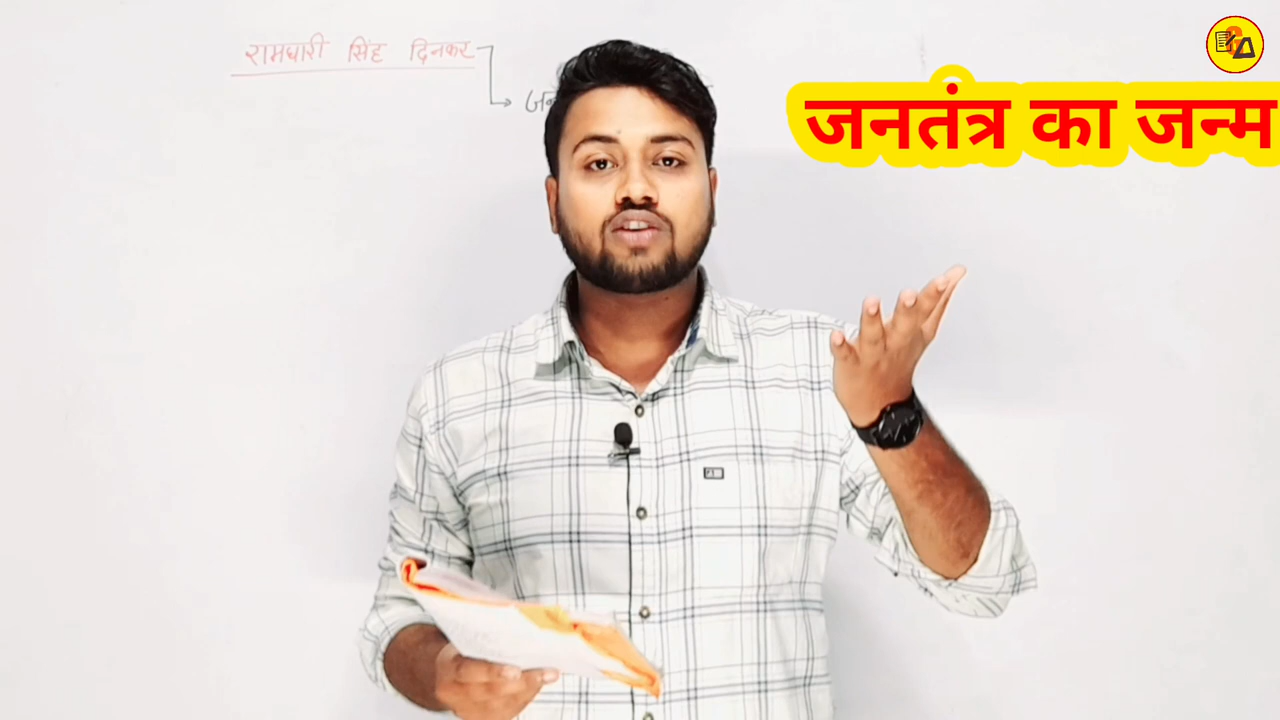 रामधारी सिंह दिनकर
जनतंत्र का जन्म